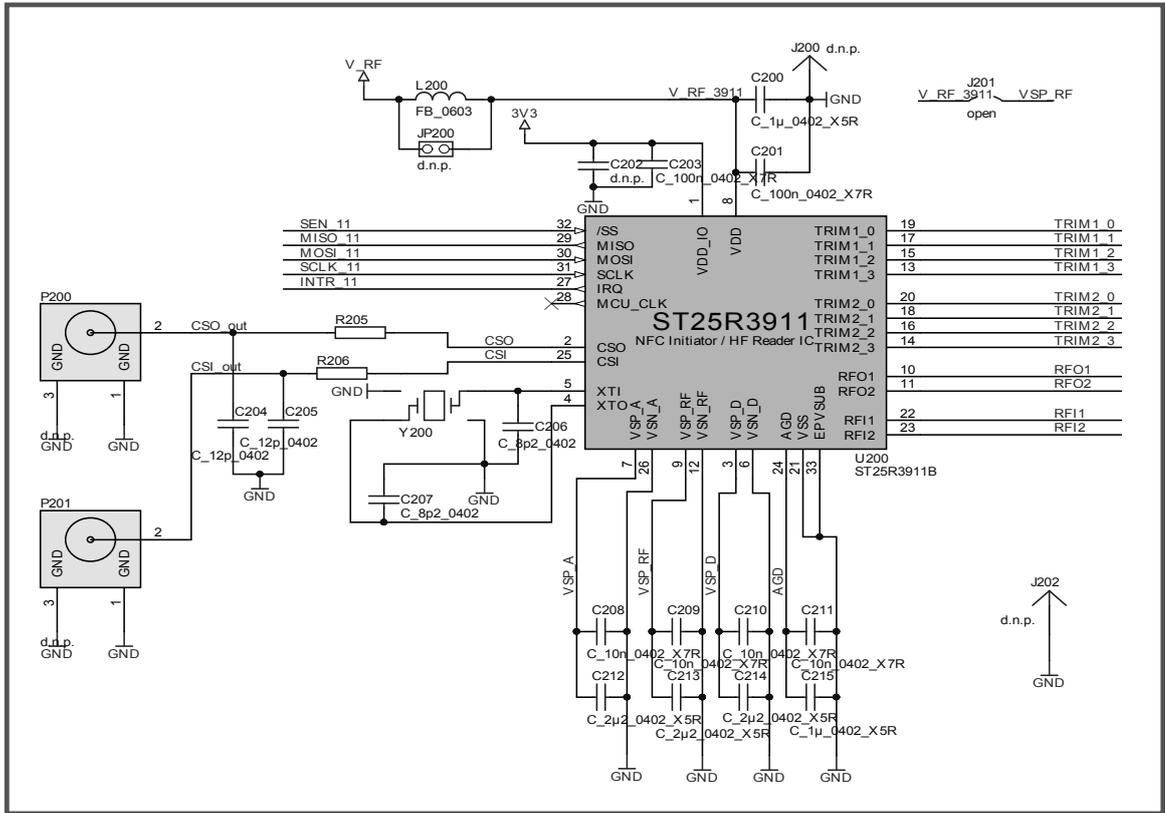 J200 d.n.p.
V_RF
L200
FB_0603
JP200
d.n.p.
V_RF_3911
C200
GND
C_1µ_0402_X5R
J201
V_RF_3911 VSP_RF
open
3V3
C202
d.n.p.
C203
C_100n_0402_X7R
C201
C_100n_0402_X7R
GND
1
8
SEN_11 32 /SS
MISO_11 29 MISO
MOSI_11 30 MOSI
SCLK_11 31 SCLK
INTR_11 27 IRQ
28 MCU_CLK
VDD_IO
VDD
TRIM1_0 19 TRIM1_0
TRIM1_1 17 TRIM1_1
TRIM1_2 15 TRIM1_2
TRIM1_3 13 TRIM1_3
TRIM2_0 20 TRIM2_0
TRIM2_1 18 TRIM2_1
TRIM2_2 16 TRIM2_2
TRIM2_3 14 TRIM2_3
ST25R3911
NFC Initiator / HF Reader IC
P200
GND
GND
2
3
1
d.n.p.
GND
GND
CSO_out
R205
CSO 2 CSO
CSI_out
R206
CSI 25 CSI
GND
5 XTI
4 XTO
Y200
RFO1 10 RFO1
RFO2 11 RFO2
RFI1 22 RFI1
RFI2 23 RFI2
VSP_A
VSN_A
VSP_RF
VSN_RF
VSP_D
VSN_D
AGD
VSS
EPVSUB
C204
C_12p_0402
C205
C_12p_0402
GND
C206
C_8p2_0402
GND
C207
C_8p2_0402
7
26
9
12
3
6
24
21
33
U200
ST25R3911B
P201
GND
GND
2
3
1
d.n.p.
GND
GND
VSP_A
VSP_RF
VSP_D
AGD
C208
C_10n_0402_X7R
C209
C_10n_0402_X7R
C210
C_10n_0402_X7R
C211
C_10n_0402_X7R
C212
C_2µ2_0402_X5R
C213
C_2µ2_0402_X5R
C214
C_2µ2_0402_X5R
C215
C_1µ_0402_X5R
GND
GND
GND
GND
J202
d.n.p.
GND